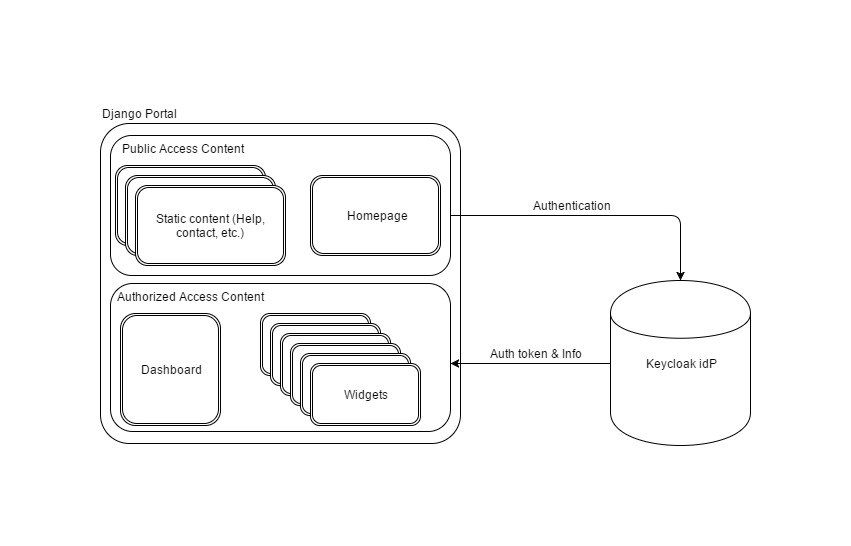 Django Portal
Public Access Content
Static content (Help,
contact, etc.)
Homepage
Authentication
Authorized Access Content
Dashboard
Widgets
Auth token & Info
Keycloak idP